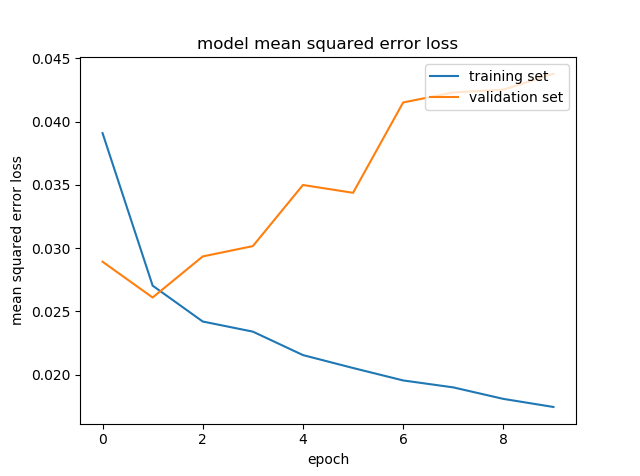 model mean squared error loss
training set
validation set
0.045
0.040
0.035
0.030
0.025
0.020
mean squared error loss
0 2 4 6 8
epoch